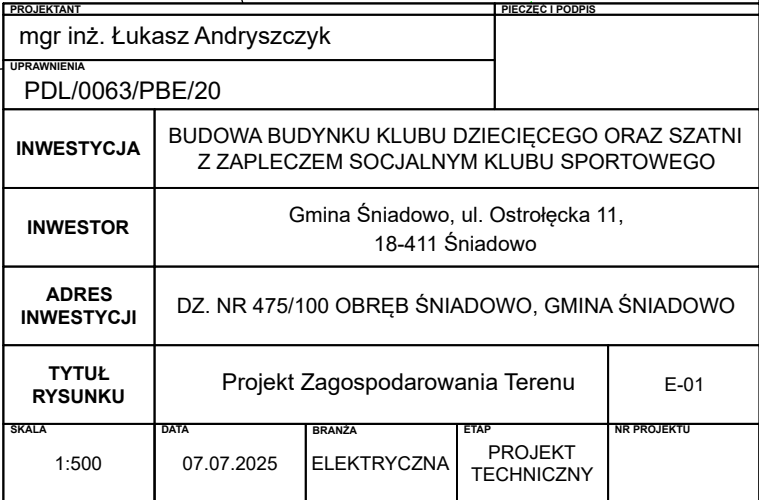 PROJEKTANT
PIECZĘĆ I PODPIS
mgr inż. Łukasz Andryszczyk
UPRAWNIENIA
PDL/0063/PBE/20
INWESTYCJA
BUDOWA BUDYNKU KLUBU DZIECIĘCEGO ORAZ SZATNI
Z ZAPLECZEM SOCJALNYM KLUBU SPORTOWEGO
INWESTOR
Gmina Śniadowo, ul. Ostrołęcka 11,
18-411 Śniadowo
ADRES
INWESTYCJI
DZ. NR 475/100 OBRĘB ŚNIADOWO, GMINA ŚNIADOWO
TYTUŁ
RYSUNKU
Projekt Zagospodarowania Terenu
E-01
SKALA
1:500
DATA
07.07.2025
BRANŻA
ELEKTRYCZNA
ETAP
PROJEKT
TECHNICZNY
NR PROJEKTU